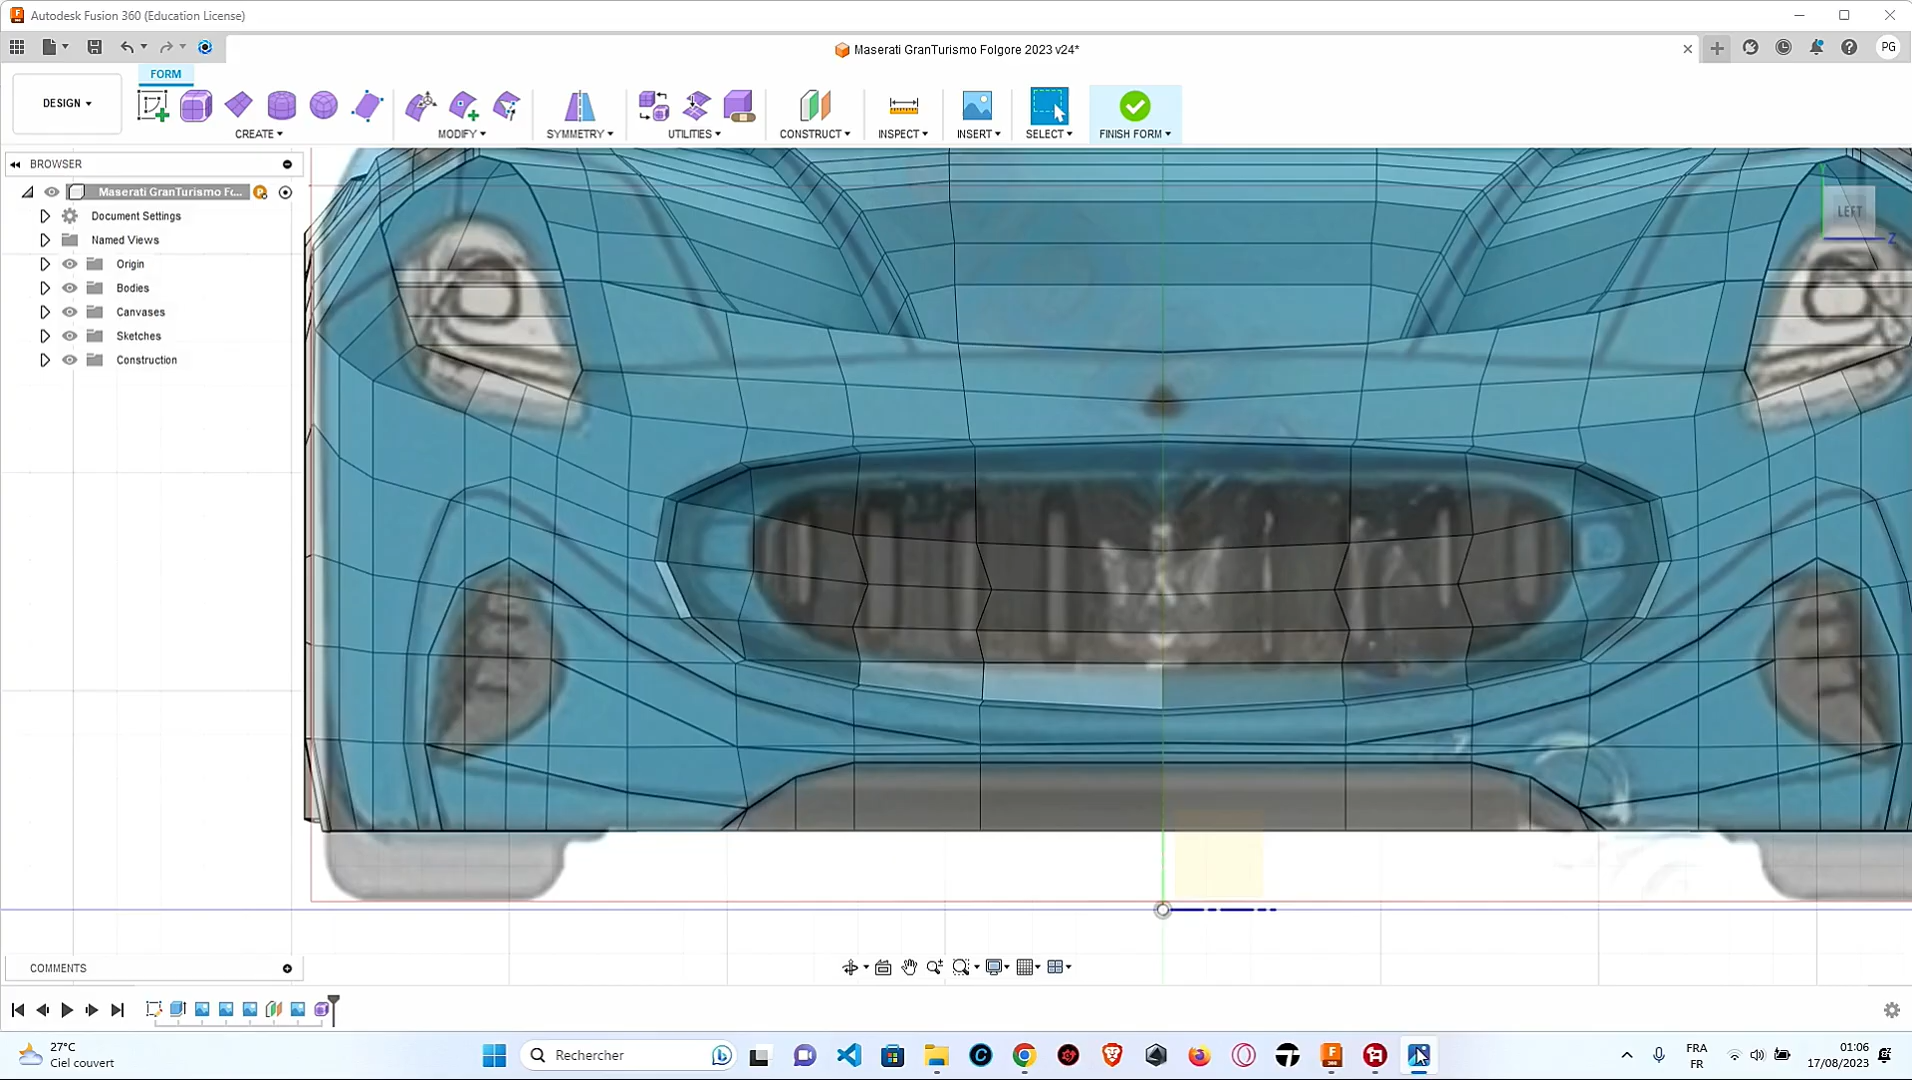 Autodesk Fusion 360 (Education License)
Maserati GranTurismo Folgore 2023 v24*
PG
FORM
DESIGN
CREATE
MODIFY
SYMMETRY
UTILITIES
CONSTRUCT
INSPECT
INSERT
SELECT
FINISH FORM
BROWSER
Maserati GranTurismo Fc...
Document Settings
Named Views
Origin
Bodies
Canvases
Sketches
Construction
LEFT
Z
COMMENTS
27°C
Ciel couvert
Rechercher
FRA
FR
01:06
17/08/2023